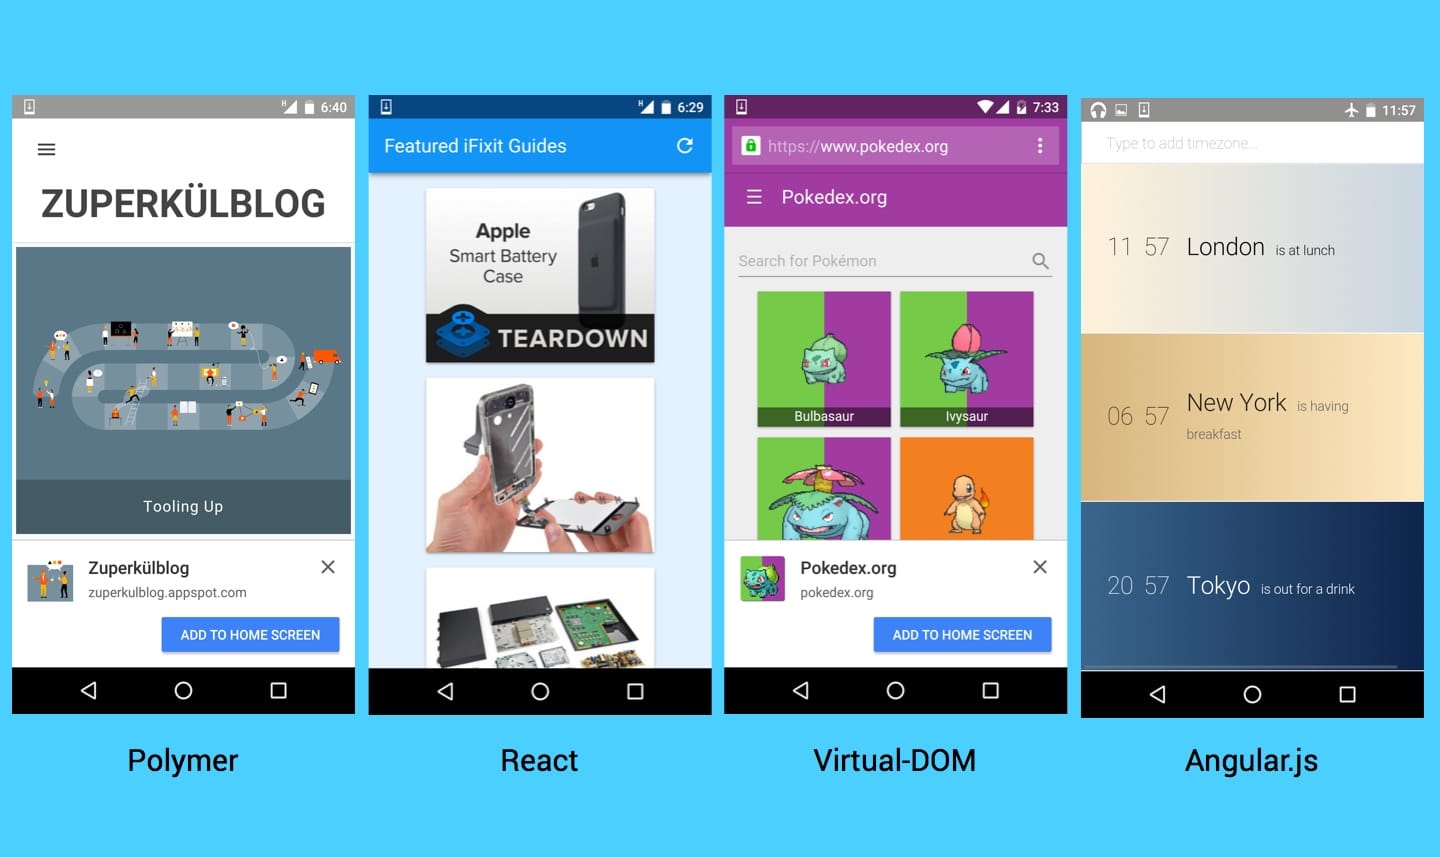 6:40
ZUPERKÜLBLOG
Tooling Up
Zuperkülblog
zuperkulblog.appspot.com
ADD TO HOME SCREEN
Polymer
H
6:29
Featured iFixit Guides
Apple
Smart Battery
Case
TEARDOWN
React
7:33
https://www.pokedex.org
Pokedex.org
Search for Pokémon
Bulbasaur
Ivysaur
Pokedex.org
pokedex.org
ADD TO HOME SCREEN
Virtual-DOM
11:57
Type to add timezone...
11 57 London is at lunch
06 57 New York is having
breakfast
20 57 Tokyo is out for a drink
Angular.js